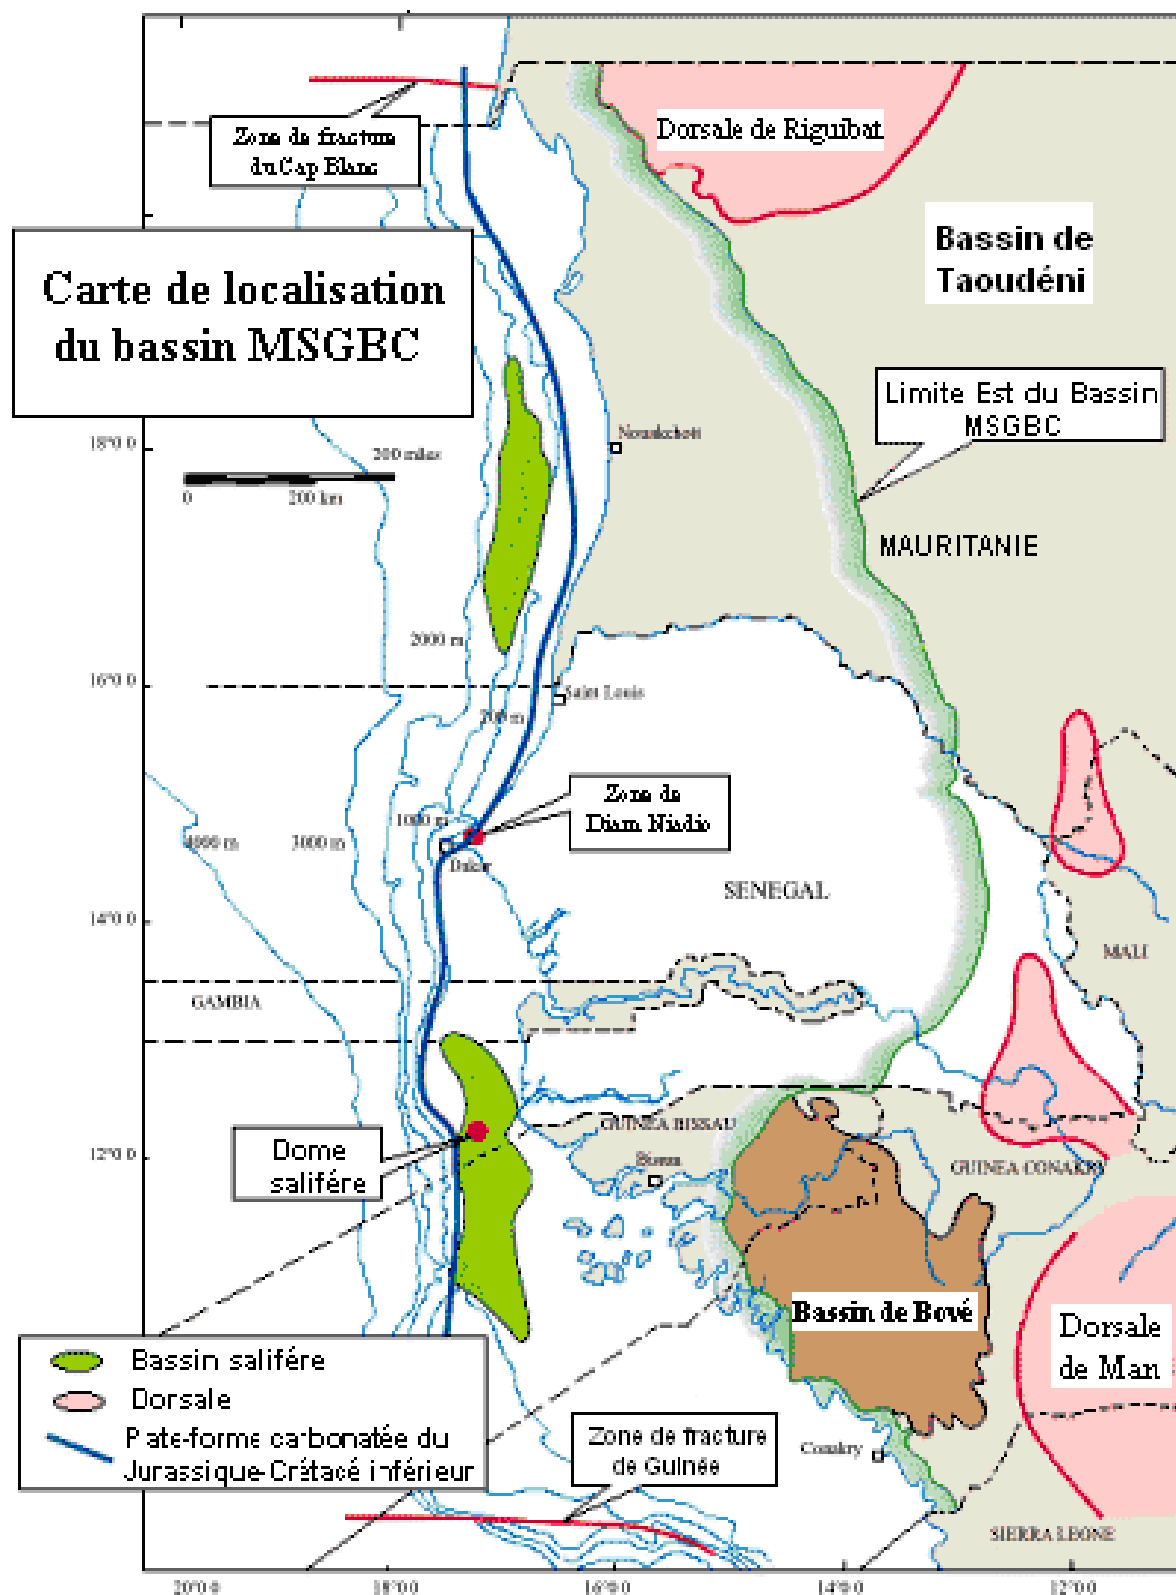 Zone de fracture
du Cap Blanc
Dorsale de Riguibat
Bassin de
Taoudéni
Carte de localisation
du bassin MSGBC
Limite Est du Bassin
MSGBC
18°0.0
Nouakchott
200 miles
0
200 km
MAURITANIE
2000 m
16°0.0
Saint Louis
200 m
Zone de
Diam Niadio
1000 m
4000 m
3000 m
Dakar
SENEGAL
14°0.0
MALI
GAMBIA
GUINEA BISSAU
Dome
salifére
12°0.0
Bissau
GUINEA CONAKRY
Bassin de Bové
Dorsale
de Man
Bassin salifére
Dorsale
Plate-forme carbonatée du
Jurassique-Crétacé inférieur
Zone de fracture
de Guinée
Conakry
SIERRA LEONE
20°0.0
18°0.0
16°0.0
14°0.0
12°0.0